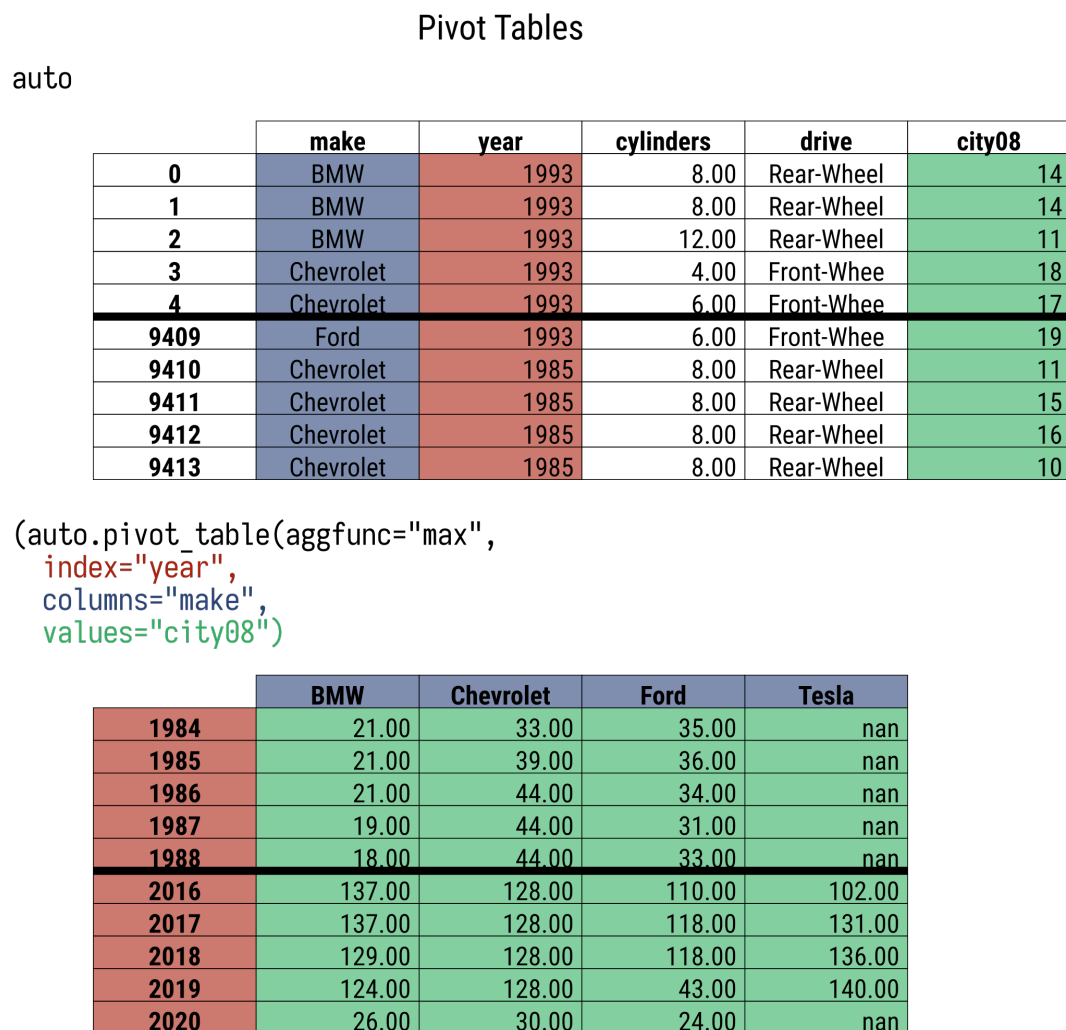 Pivot Tables
auto
make year cylinders drive city08
0 BMW 1993 8.00 Rear-Wheel 14
1 BMW 1993 8.00 Rear-Wheel 14
2 BMW 1993 12.00 Rear-Wheel 11
3 Chevrolet 1993 4.00 Front-Whee 18
4 Chevrolet 1993 6.00 Front-Whee 17
9409 Ford 1993 6.00 Front-Whee 19
9410 Chevrolet 1985 8.00 Rear-Wheel 11
9411 Chevrolet 1985 8.00 Rear-Wheel 15
9412 Chevrolet 1985 8.00 Rear-Wheel 16
9413 Chevrolet 1985 8.00 Rear-Wheel 10
(auto.pivot_table(aggfunc="max",
index="year",
columns="make",
values="city08")
BMW Chevrolet Ford Tesla
1984 21.00 33.00 35.00 nan
1985 21.00 39.00 36.00 nan
1986 21.00 44.00 34.00 nan
1987 19.00 44.00 31.00 nan
1988 18.00 44.00 33.00 nan
2016 137.00 128.00 110.00 102.00
2017 137.00 128.00 118.00 131.00
2018 129.00 128.00 118.00 136.00
2019 124.00 128.00 43.00 140.00
2020 26.00 30.00 24.00 nan